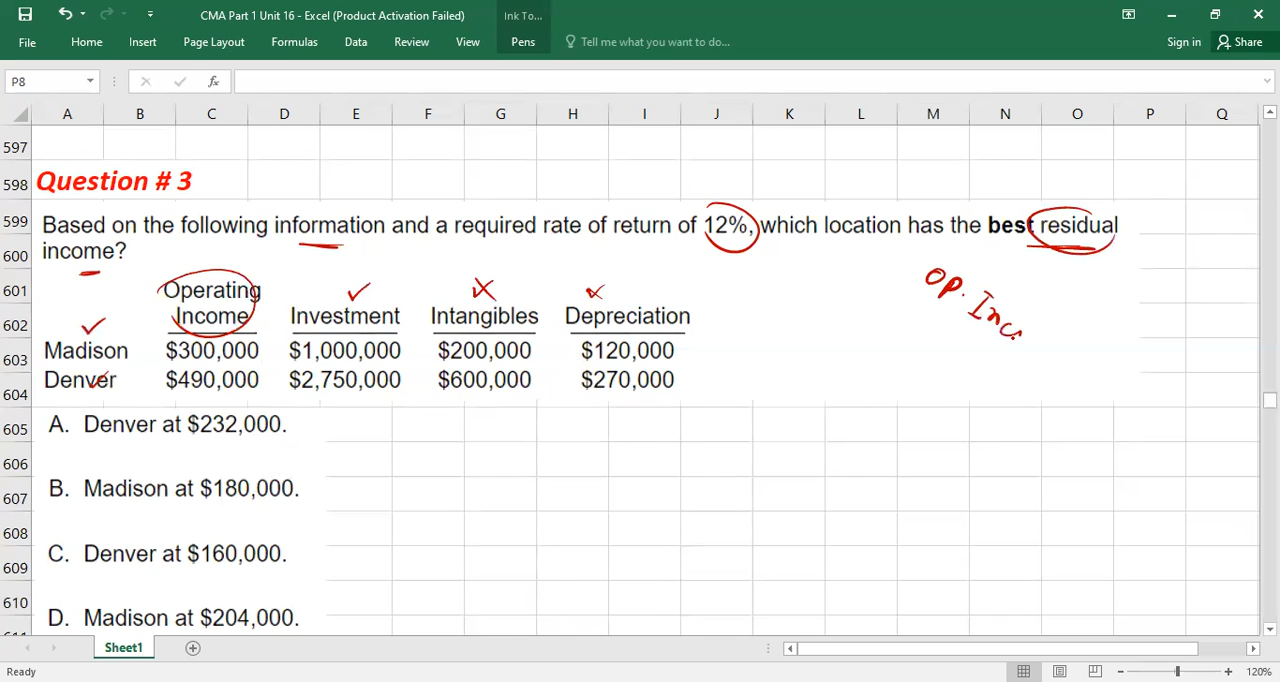 CMA Part 1 Unit 16 - Excel (Product Activation Failed)
Ink To...
File Home Insert Page Layout Formulas Data Review View Pens Tell me what you want to do... Sign in Share
P8 fx
A B C D E F G H I J K L M N O P Q
597
598 Question # 3
599 Based on the following information and a required rate of return of 12%, which location has the best residual
600 income?
601 Operating
602 Income Investment Intangibles Depreciation
Op. Inc.
603 Madison $300,000 $1,000,000 $200,000 $120,000
604 Denver $490,000 $2,750,000 $600,000 $270,000
605 A. Denver at $232,000.
606
607 B. Madison at $180,000.
608
609 C. Denver at $160,000.
610
611 D. Madison at $204,000.
Sheet1
Ready 120%